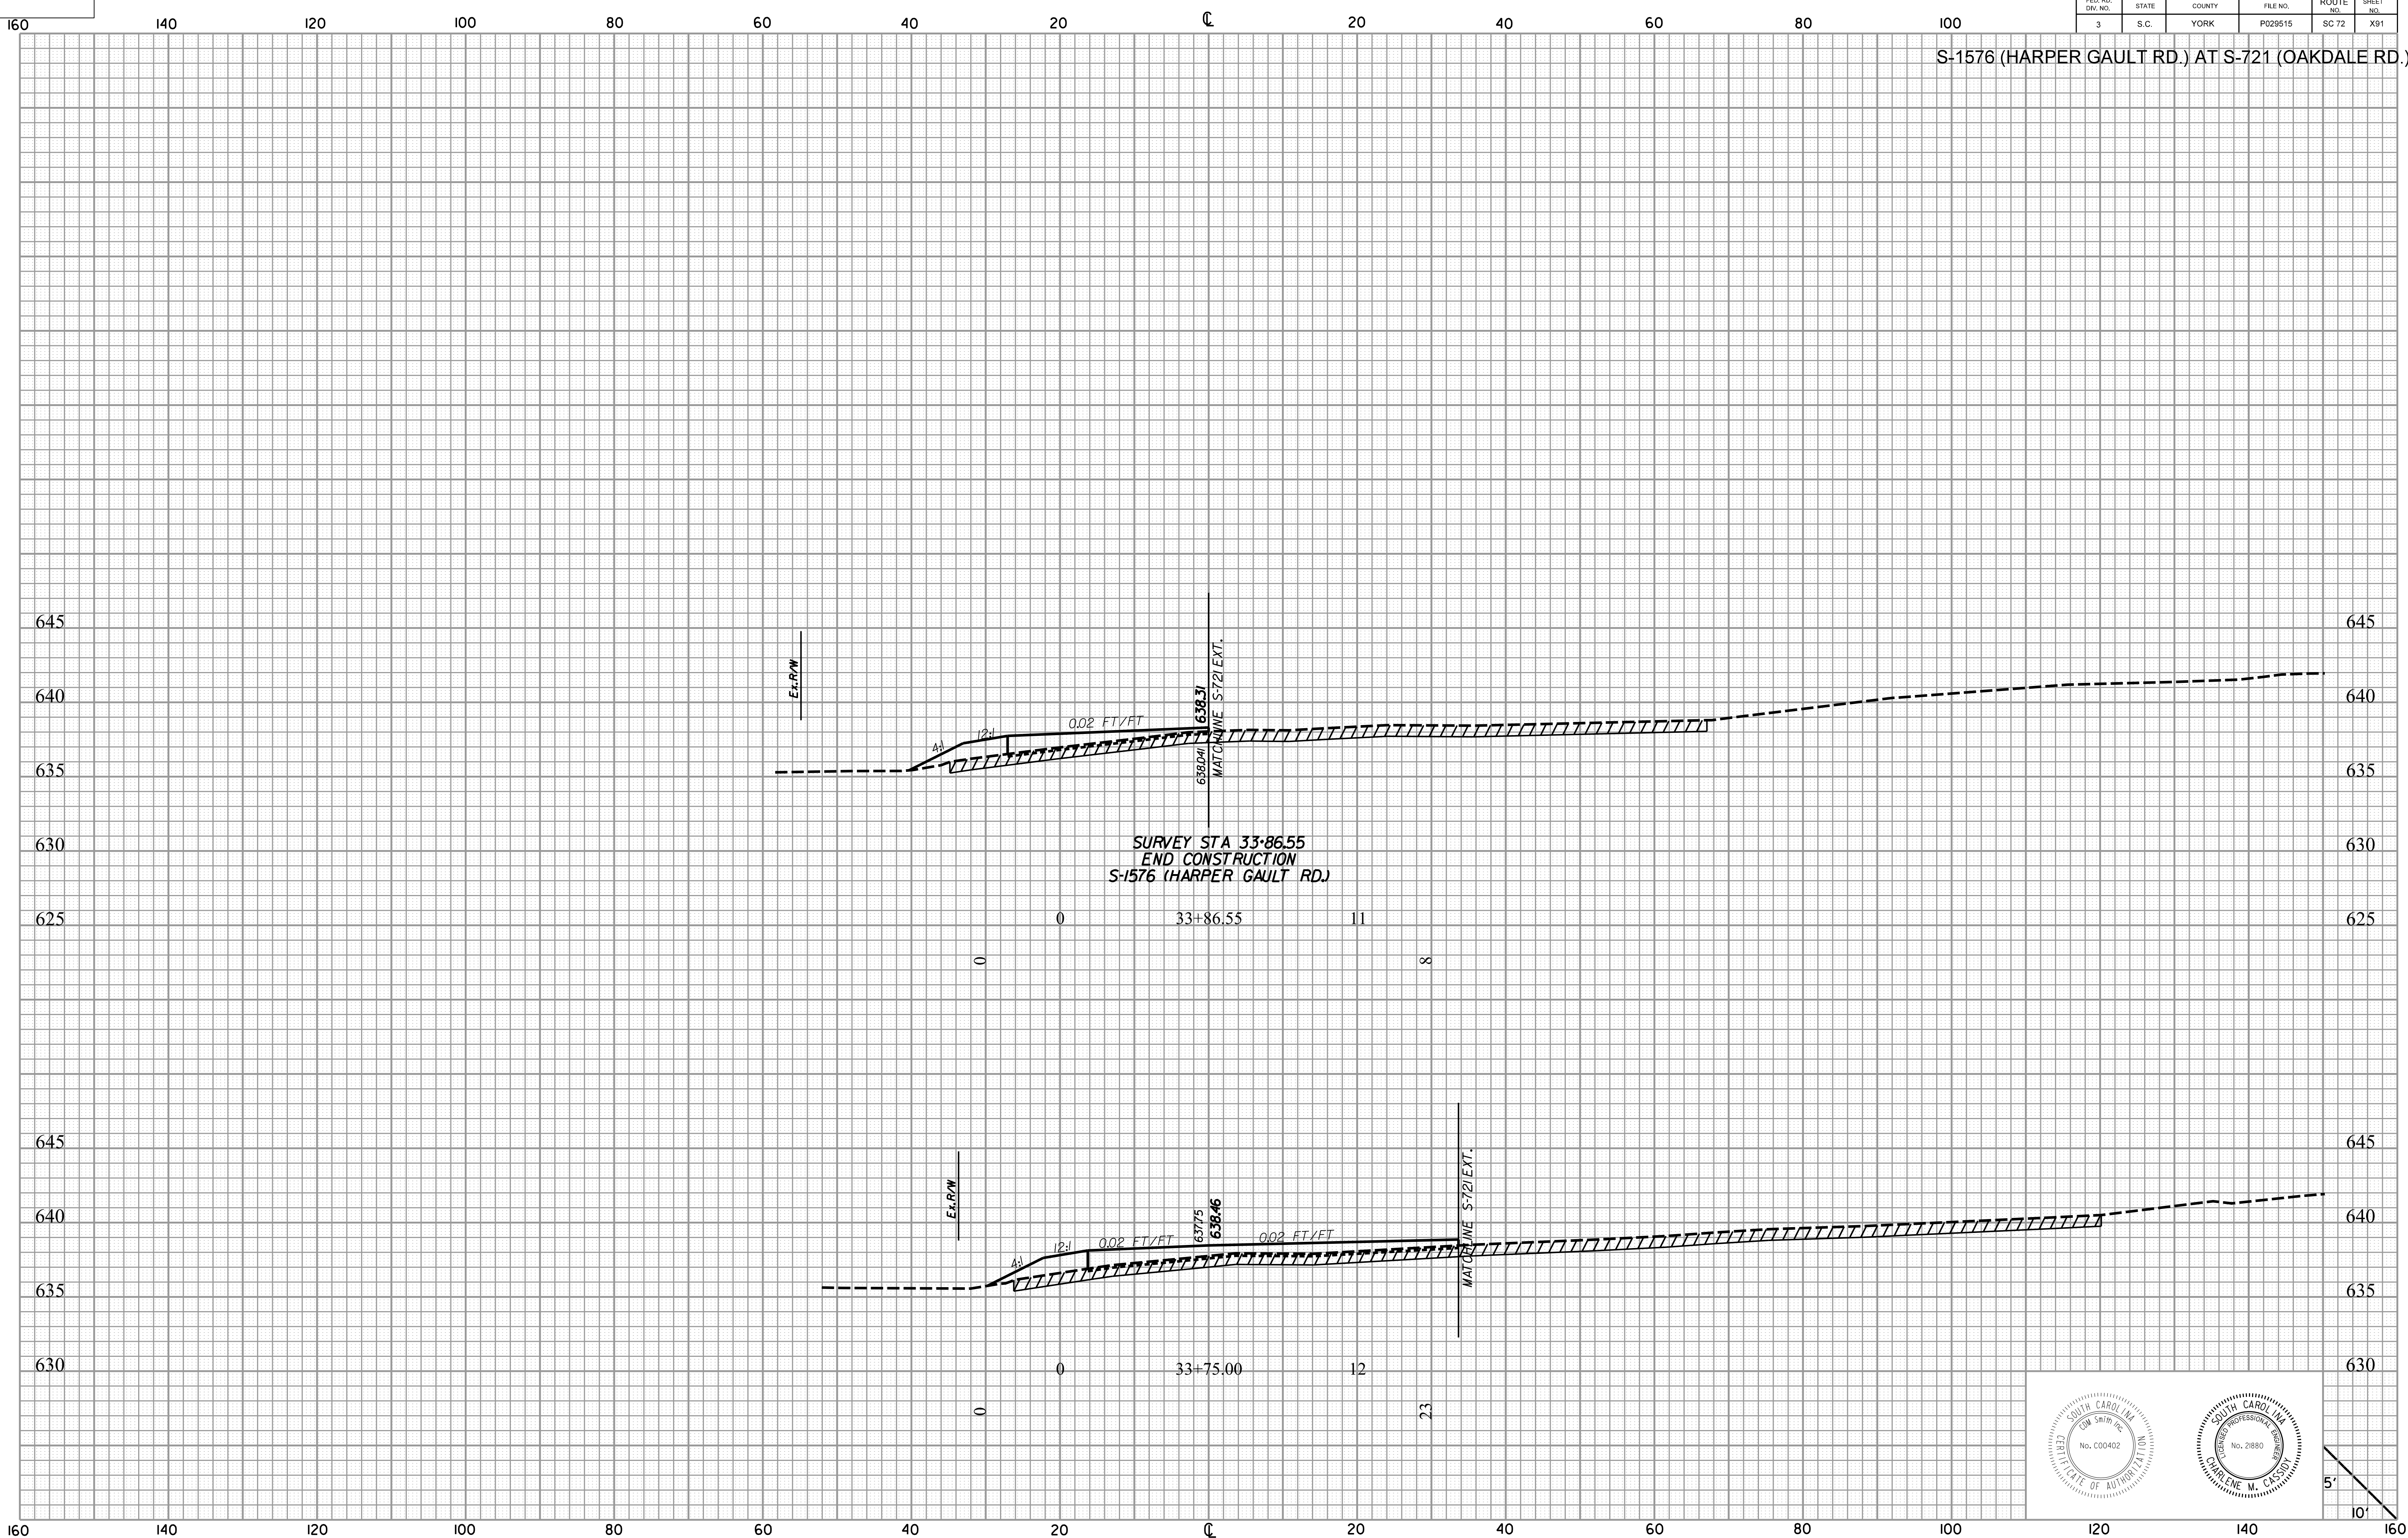 160 140 120 100 80 60 40 20 ℄ 20 40 60 80 100
FED. RD. DIV. NO. STATE COUNTY FILE NO. ROUTE NO. SHEET NO.
3 S.C. YORK P029515 SC 72 X91
S-1576 (HARPER GAULT RD.) AT S-721 (OAKDALE RD.)
645 645
640 640
635 635
630 630
625 625
Ex.R/W
4:1
12:1
0.02 FT/FT
638.31
638.041
MATCHLINE S-721 EXT.
SURVEY STA 33+86.55
END CONSTRUCTION
S-1576 (HARPER GAULT RD.)
0 33+86.55 11
0 8
645 645
640 640
635 635
630 630
Ex.R/W
4:1
12:1
0.02 FT/FT
637.75
638.46
0.02 FT/FT
MATCHLINE S-721 EXT.
0 33+75.00 12
0 23
SOUTH CAROLINA
CDM Smith Inc.
No. C00402
CERTIFICATE OF AUTHORIZATION
SOUTH CAROLINA
LICENSED PROFESSIONAL ENGINEER
No. 21880
CHARLENE M. CASSIDY
5'
10'
160 140 120 100 80 60 40 20 ℄ 20 40 60 80 100 120 140 160